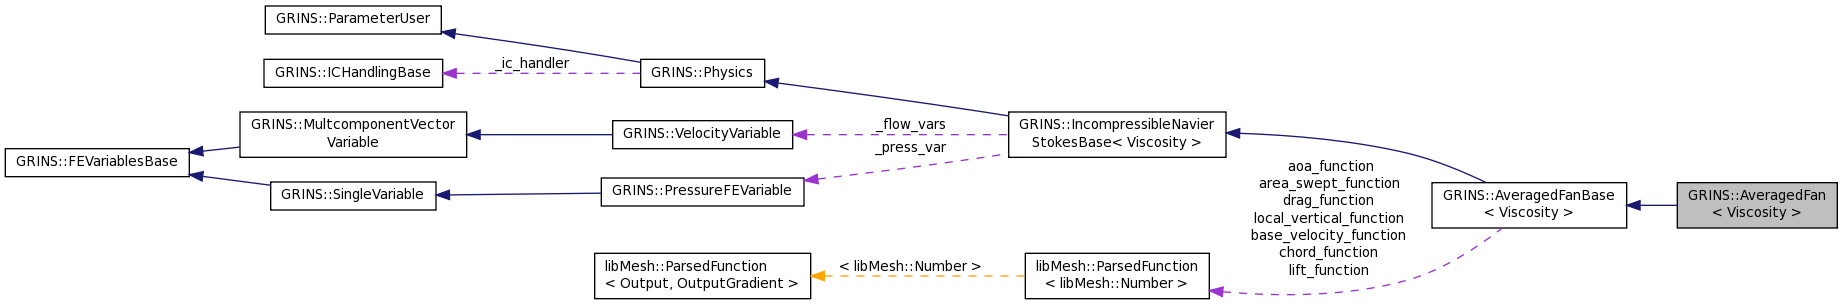 GRINS::ParameterUser
GRINS::ICHandlingBase
_ic_handler
GRINS::Physics
GRINS::MultcomponentVector
Variable
GRINS::VelocityVariable
_flow_vars
_press_var
GRINS::IncompressibleNavier
StokesBase< Viscosity >
GRINS::FEVariablesBase
GRINS::SingleVariable
GRINS::PressureFEVariable
aoa_function
area_swept_function
drag_function
local_vertical_function
base_velocity_function
chord_function
lift_function
GRINS::AveragedFanBase
< Viscosity >
GRINS::AveragedFan
< Viscosity >
libMesh::ParsedFunction
< Output, OutputGradient >
< libMesh::Number >
libMesh::ParsedFunction
< libMesh::Number >